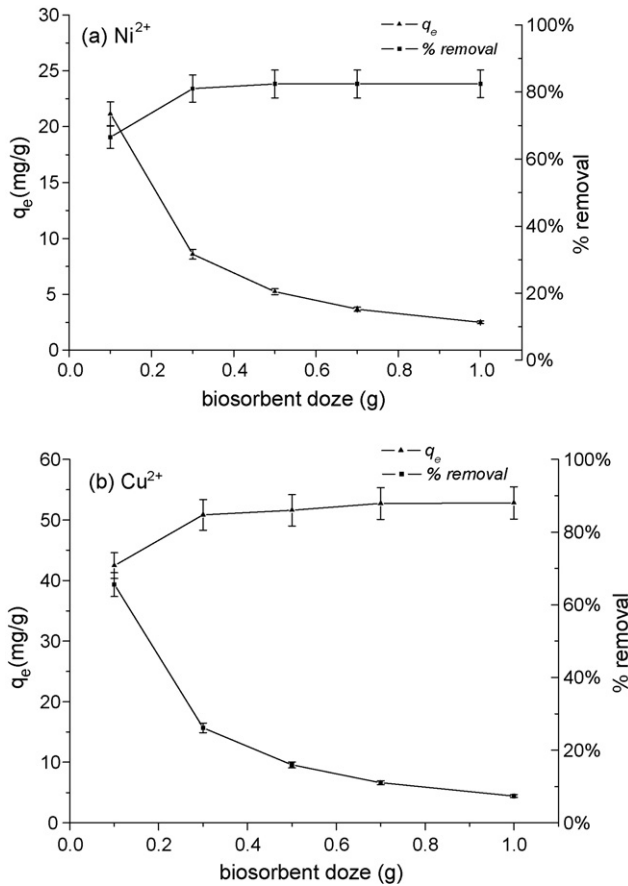 (a) Ni²⁺
—▲— qₑ
—■— % removal
30
25
20
15
10
5
0
qₑ(mg/g)
100%
80%
60%
40%
20%
0%
% removal
0.0 0.2 0.4 0.6 0.8 1.0
biosorbent doze (g)
(b) Cu²⁺
—▲— qₑ
—■— % removal
60
50
40
30
20
10
0
qₑ(mg/g)
100%
80%
60%
40%
20%
0%
% removal
0.0 0.2 0.4 0.6 0.8 1.0
biosorbent doze (g)